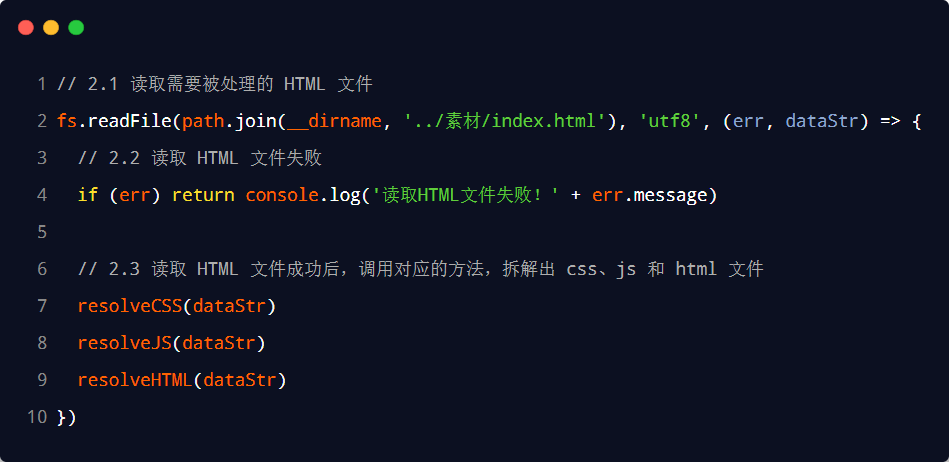 1 // 2.1 读取需要被处理的 HTML 文件
2 fs.readFile(path.join(__dirname, '../素材/index.html'), 'utf8', (err, dataStr) => {
3   // 2.2 读取 HTML 文件失败
4   if (err) return console.log('读取HTML文件失败！' + err.message)
5
6   // 2.3 读取 HTML 文件成功后，调用对应的方法，拆解出 css、js 和 html 文件
7   resolveCSS(dataStr)
8   resolveJS(dataStr)
9   resolveHTML(dataStr)
10 })